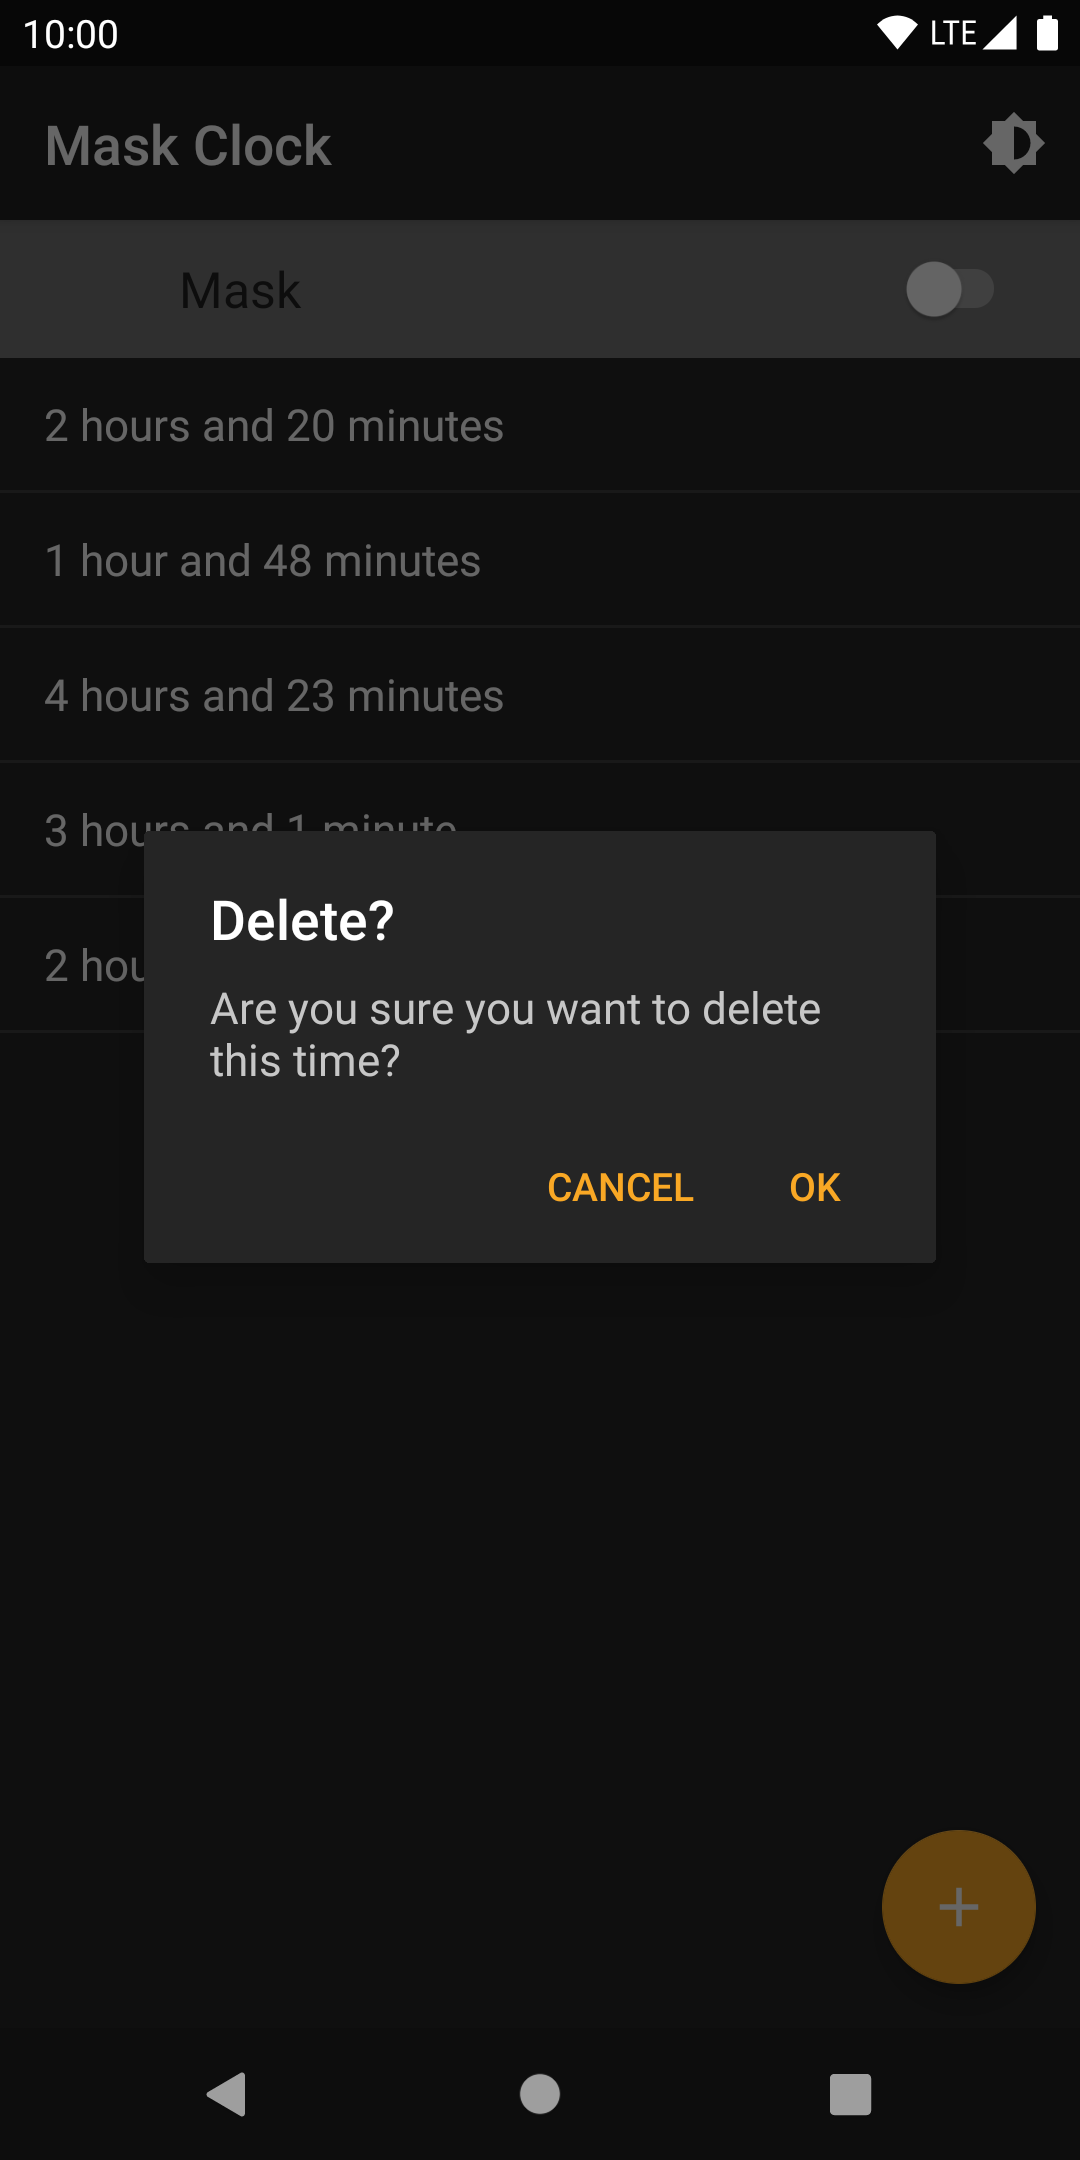 10:00
LTE
Mask Clock
Mask
2 hours and 20 minutes
1 hour and 48 minutes
4 hours and 23 minutes
3 hours and 1 minute
2
Delete?
Are you sure you want to delete
this time?
CANCEL
OK